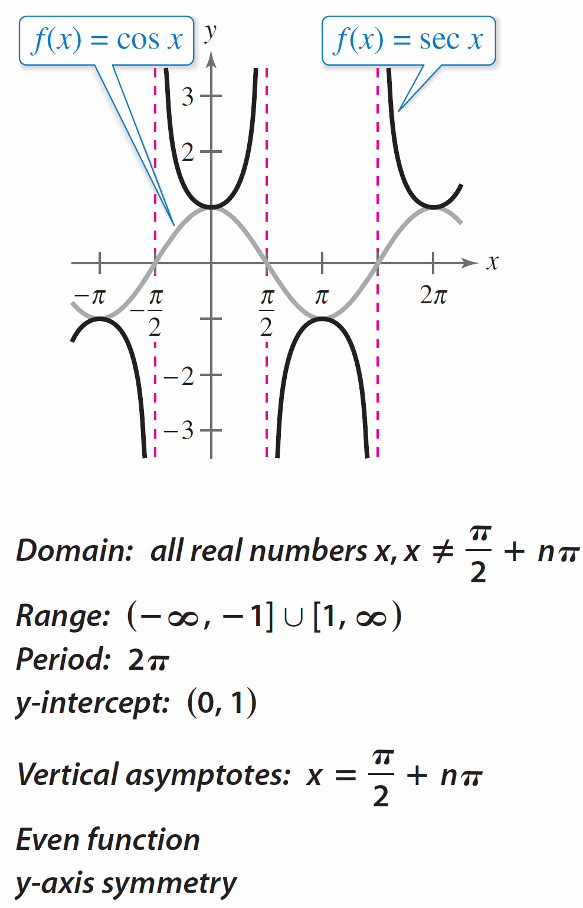 f(x) = cos x
y
f(x) = sec x
3
2
x
−π
−π/2
π/2
π
2π
−2
−3
Domain: all real numbers x, x ≠ π/2 + nπ
Range: (−∞, −1] ∪ [1, ∞)
Period: 2π
y-intercept: (0, 1)
Vertical asymptotes: x = π/2 + nπ
Even function
y-axis symmetry